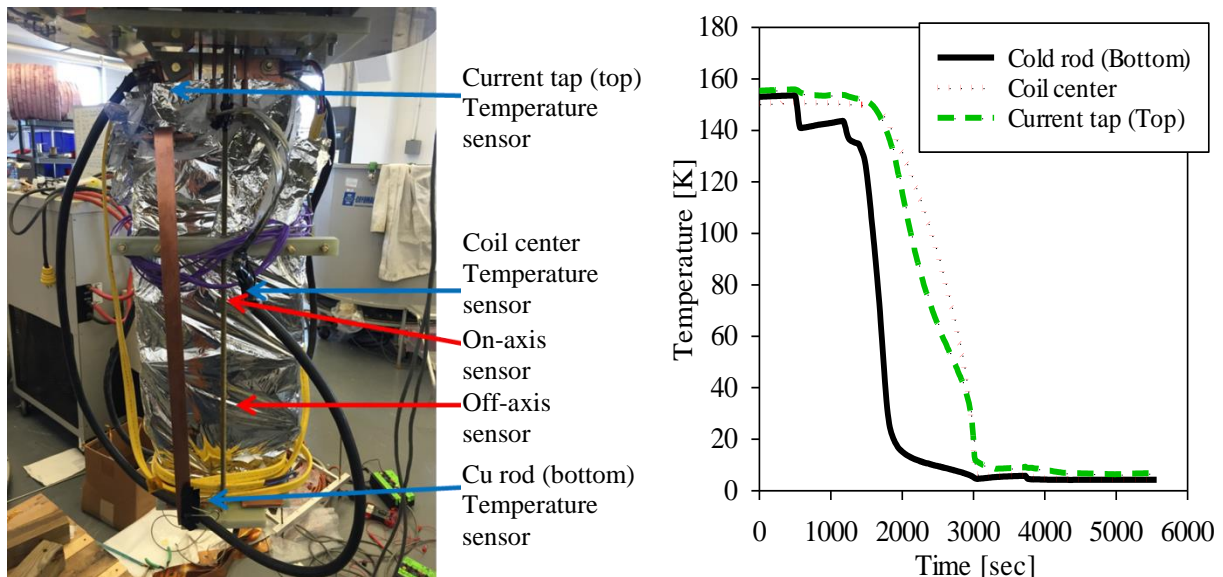 Current tap (top)
Temperature
sensor
Coil center
Temperature
sensor
On-axis
sensor
Off-axis
sensor
Cu rod (bottom)
Temperature
sensor
180
160
140
120
100
80
60
40
20
0
Temperature [K]
0 1000 2000 3000 4000 5000 6000
Time [sec]
Cold rod (Bottom)
Coil center
Current tap (Top)